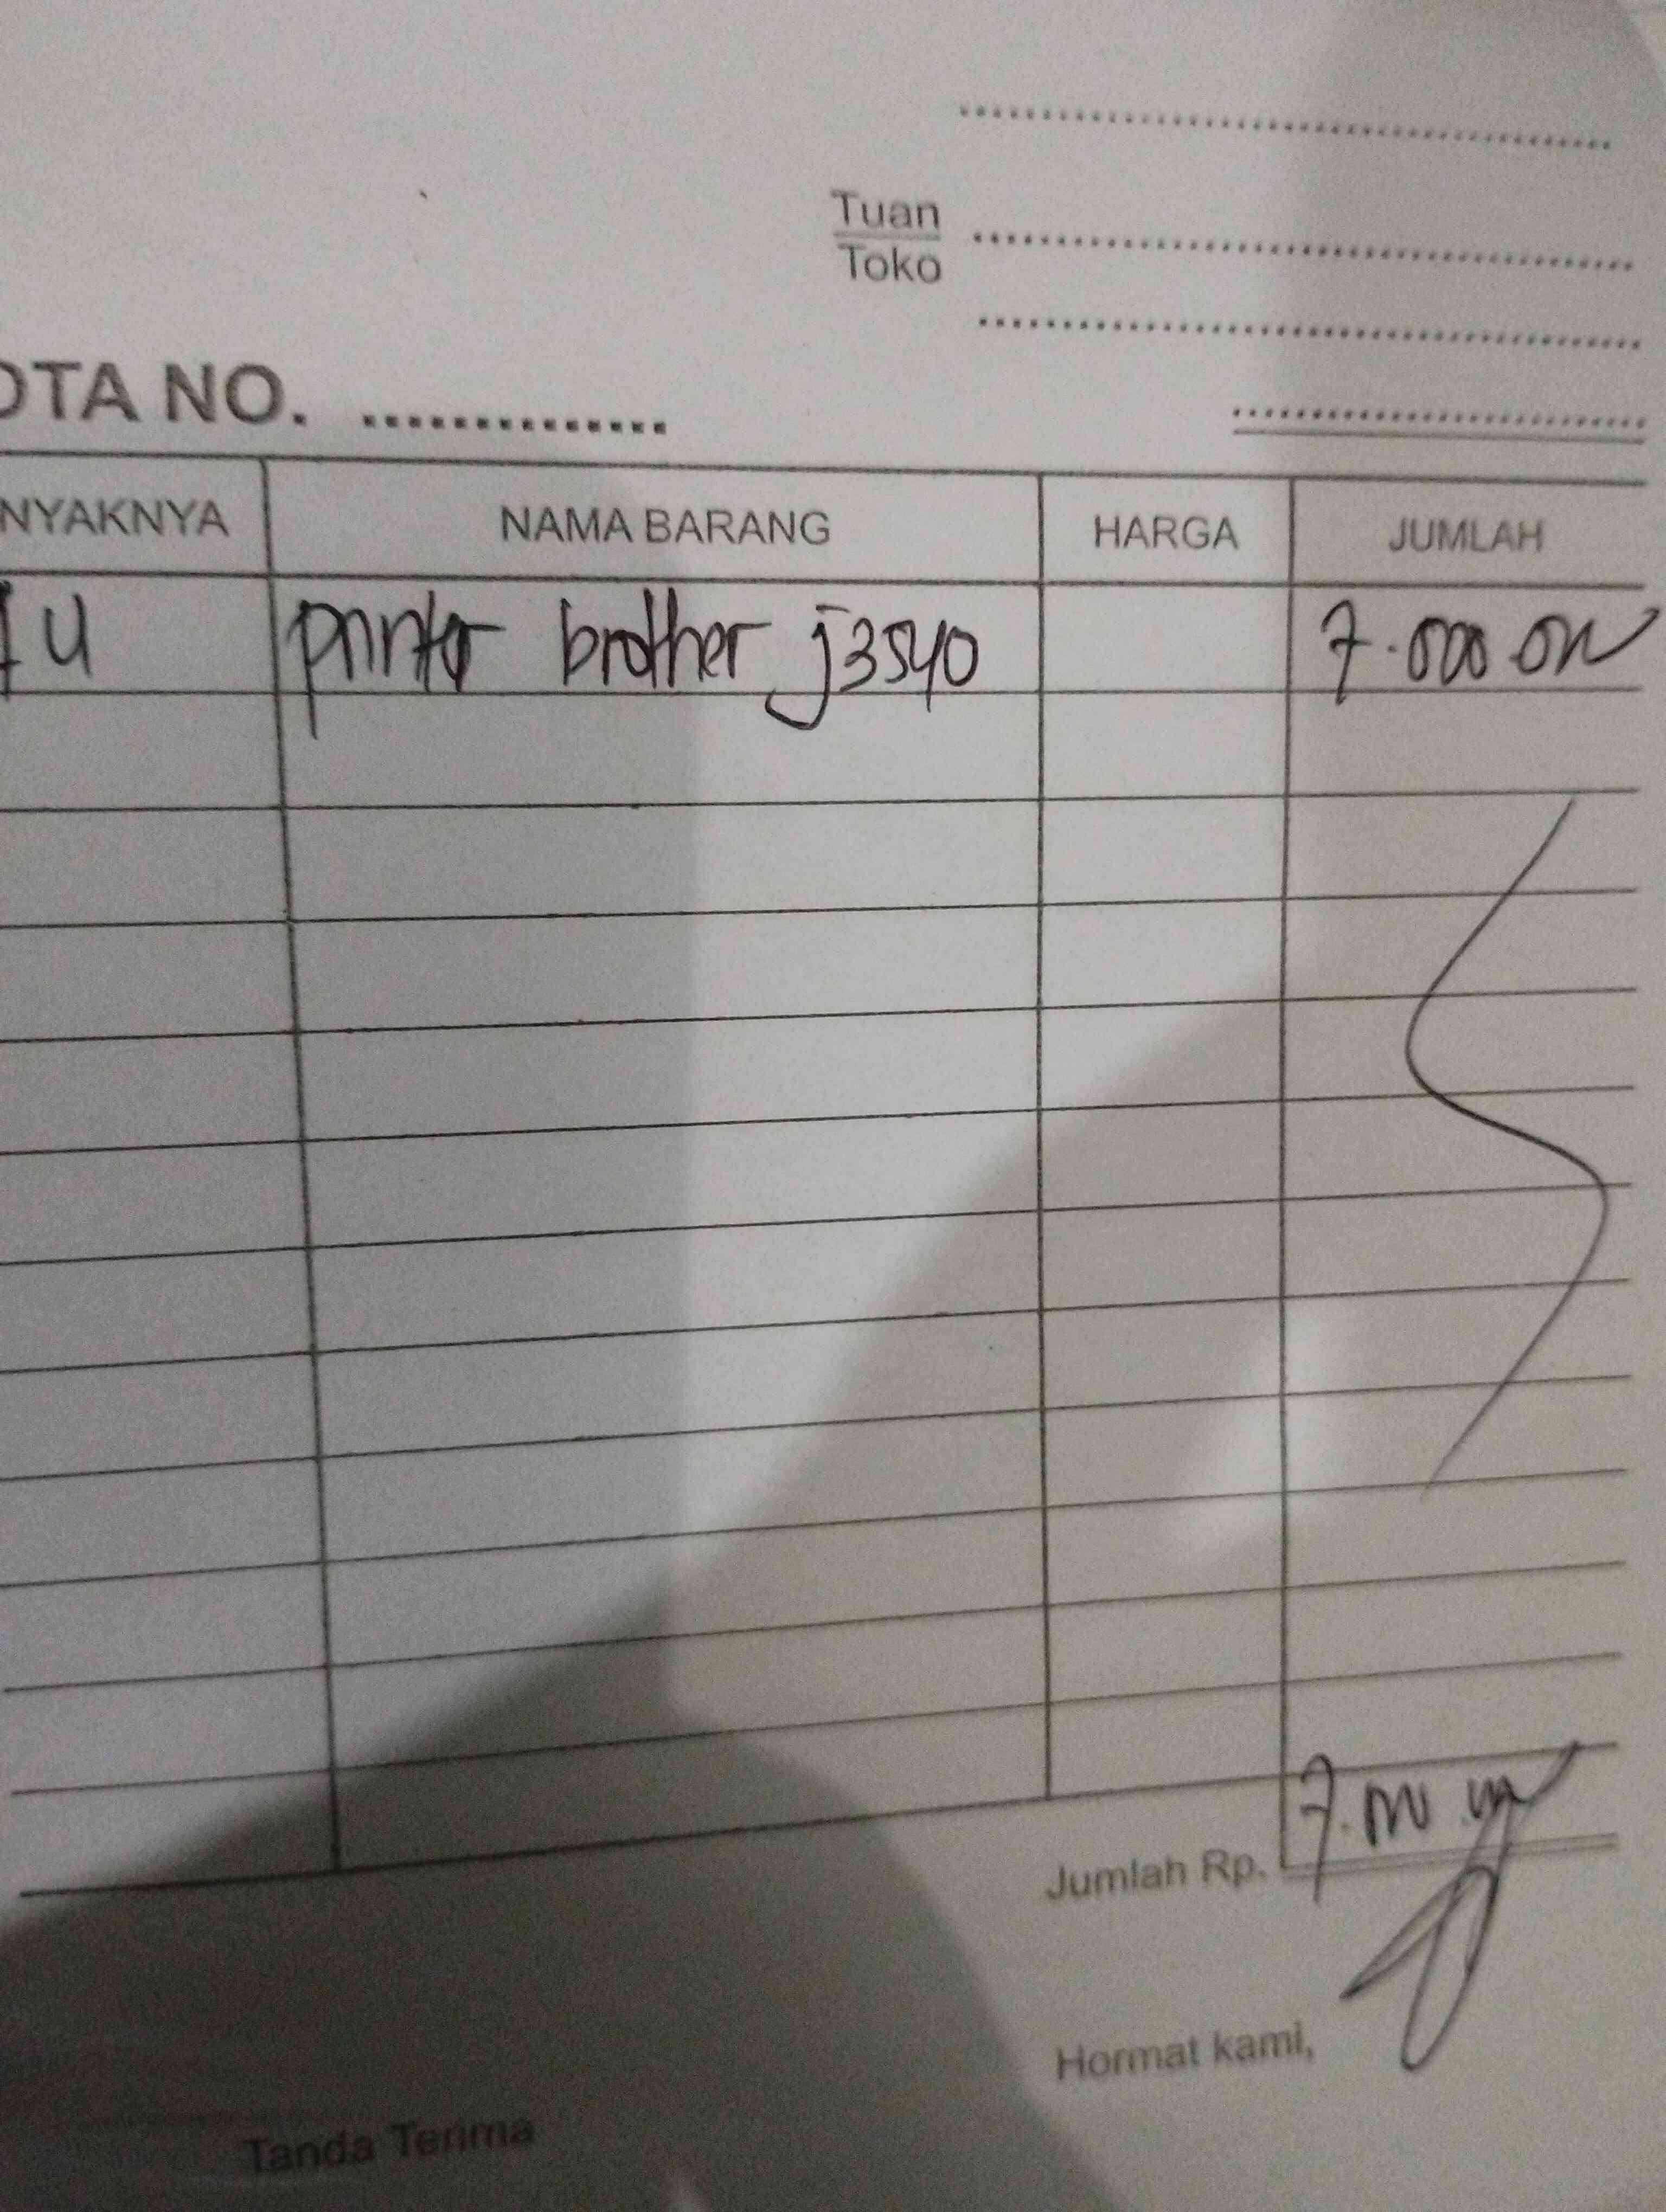 Tuan
Toko
OTA NO. ..............
NYAKNYA NAMA BARANG HARGA JUMLAH
1 U printer brother j3540 7.000.000
7.000.000
Jumlah Rp.
Hormat kami,
Tanda Terima